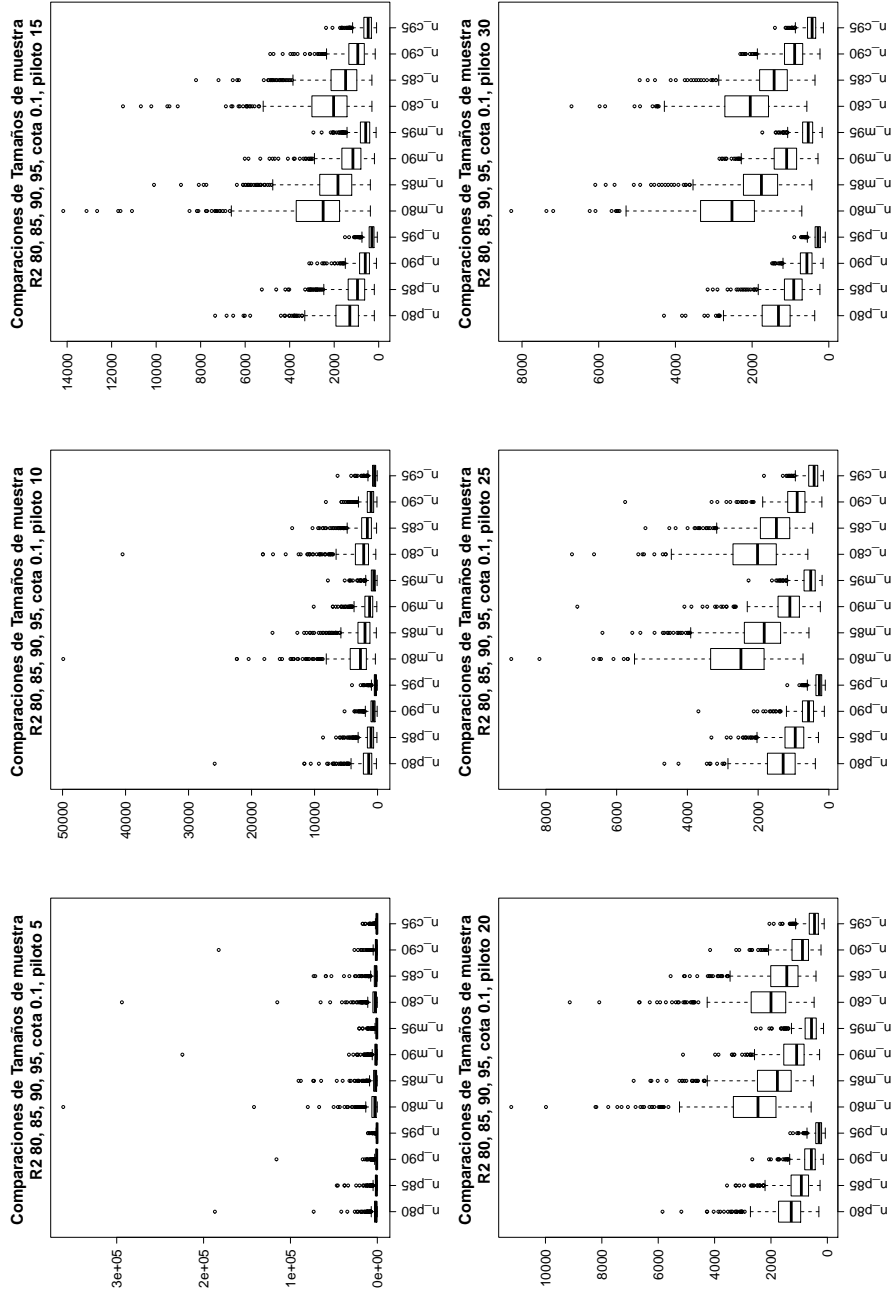 Comparaciones de Tamaños de muestra
R2 80, 85, 90, 95, cota 0.1, piloto 5
3e+05
2e+05
1e+05
0e+00
n_p80
n_p85
n_p90
n_p95
n_m80
n_m85
n_m90
n_m95
n_c80
n_c85
n_c90
n_c95
Comparaciones de Tamaños de muestra
R2 80, 85, 90, 95, cota 0.1, piloto 10
50000
40000
30000
20000
10000
0
n_p80
n_p85
n_p90
n_p95
n_m80
n_m85
n_m90
n_m95
n_c80
n_c85
n_c90
n_c95
Comparaciones de Tamaños de muestra
R2 80, 85, 90, 95, cota 0.1, piloto 15
14000
12000
10000
8000
6000
4000
2000
0
n_p80
n_p85
n_p90
n_p95
n_m80
n_m85
n_m90
n_m95
n_c80
n_c85
n_c90
n_c95
Comparaciones de Tamaños de muestra
R2 80, 85, 90, 95, cota 0.1, piloto 20
10000
8000
6000
4000
2000
0
n_p80
n_p85
n_p90
n_p95
n_m80
n_m85
n_m90
n_m95
n_c80
n_c85
n_c90
n_c95
Comparaciones de Tamaños de muestra
R2 80, 85, 90, 95, cota 0.1, piloto 25
8000
6000
4000
2000
0
n_p80
n_p85
n_p90
n_p95
n_m80
n_m85
n_m90
n_m95
n_c80
n_c85
n_c90
n_c95
Comparaciones de Tamaños de muestra
R2 80, 85, 90, 95, cota 0.1, piloto 30
8000
6000
4000
2000
0
n_p80
n_p85
n_p90
n_p95
n_m80
n_m85
n_m90
n_m95
n_c80
n_c85
n_c90
n_c95